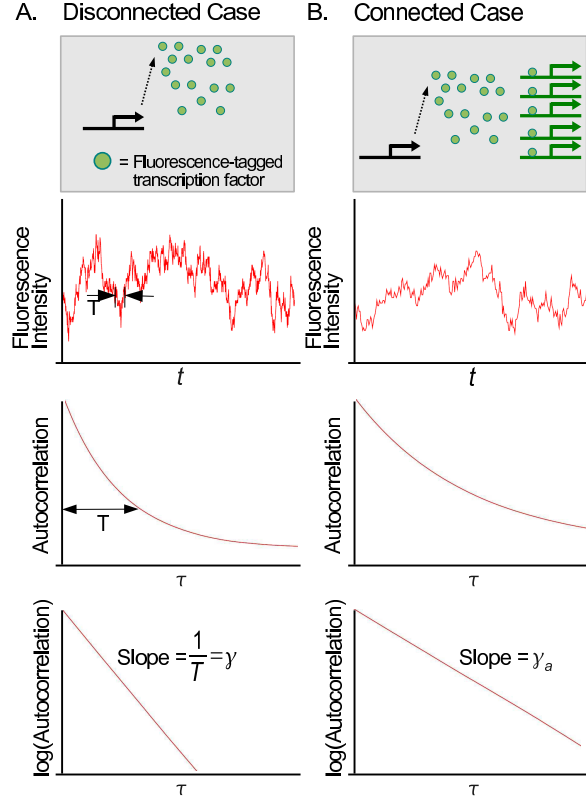 A. Disconnected Case
B. Connected Case
= Fluorescence-tagged
transcription factor
Fluorescence
Intensity
T
t
Fluorescence
Intensity
t
Autocorrelation
T
τ
Autocorrelation
τ
log(Autocorrelation)
Slope = 1/T = γ
τ
log(Autocorrelation)
Slope = γₐ
τ